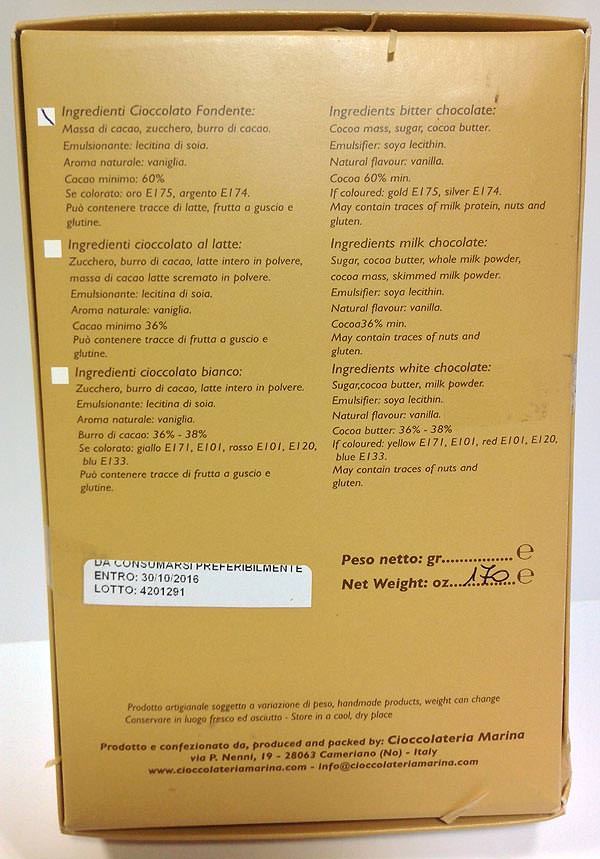 Ingredienti Cioccolato Fondente:
Massa di cacao, zucchero, burro di cacao.
Emulsionante: lecitina di soia.
Aroma naturale: vaniglia.
Cacao minimo: 60%
Se colorato: oro E175, argento E174.
Può contenere tracce di latte, frutta a guscio e
glutine.
Ingredients bitter chocolate:
Cocoa mass, sugar, cocoa butter.
Emulsifier: soya lecithin.
Natural flavour: vanilla.
Cocoa 60% min.
If coloured: gold E175, silver E174.
May contain traces of milk protein, nuts and
gluten.
Ingredienti cioccolato al latte:
Zucchero, burro di cacao, latte intero in polvere,
massa di cacao latte scremato in polvere.
Emulsionante: lecitina di soia.
Aroma naturale: vaniglia.
Cacao minimo 36%
Può contenere tracce di frutta a guscio e
glutine.
Ingredients milk chocolate:
Sugar, cocoa butter, whole milk powder,
cocoa mass, skimmed milk powder.
Emulsifier: soya lecithin.
Natural flavour: vanilla.
Cocoa36% min.
May contain traces of nuts and
gluten.
Ingredienti cioccolato bianco:
Zucchero, burro di cacao, latte intero in polvere.
Emulsionante: lecitina di soia.
Aroma naturale: vaniglia.
Burro di cacao: 36% - 38%
Se colorato: giallo E171, E101, rosso E101, E120,
blu E133.
Può contenere tracce di frutta a guscio e
glutine.
Ingredients white chocolate:
Sugar,cocoa butter, milk powder.
Emulsifier: soya lecithin.
Natural flavour: vanilla.
Cocoa butter: 36% - 38%
If coloured: yellow E171, E101, red E101, E120,
blue E133.
May contain traces of nuts and
gluten.
DA CONSUMARSI PREFERIBILMENTE
ENTRO: 30/10/2016
LOTTO: 4201291
Peso netto: gr................℮
Net Weight: oz....170....℮
Prodotto artigianale soggetto a variazione di peso, handmade products, weight can change
Conservare in luogo fresco ed asciutto - Store in a cool, dry place
Prodotto e confezionato da, produced and packed by: Cioccolateria Marina
via P. Nenni, 19 - 28063 Cameriano (No) - Italy
www.cioccolateriamarina.com - info@cioccolateriamarina.com